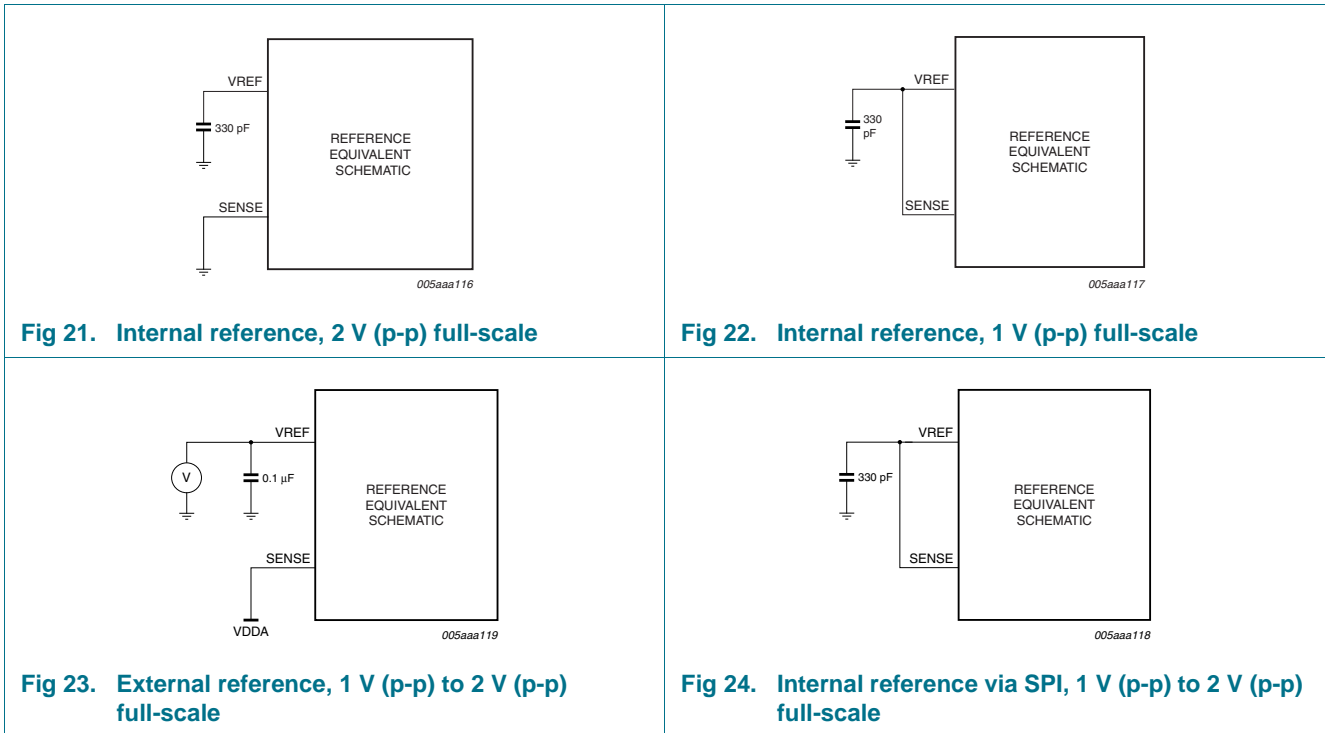 VREF
330 pF
REFERENCE
EQUIVALENT
SCHEMATIC
SENSE
005aaa116
Fig 21. Internal reference, 2 V (p-p) full-scale
VREF
330
pF
REFERENCE
EQUIVALENT
SCHEMATIC
SENSE
005aaa117
Fig 22. Internal reference, 1 V (p-p) full-scale
VREF
V
0.1 μF
REFERENCE
EQUIVALENT
SCHEMATIC
SENSE
VDDA
005aaa119
Fig 23. External reference, 1 V (p-p) to 2 V (p-p)
full-scale
VREF
330 pF
REFERENCE
EQUIVALENT
SCHEMATIC
SENSE
005aaa118
Fig 24. Internal reference via SPI, 1 V (p-p) to 2 V (p-p)
full-scale